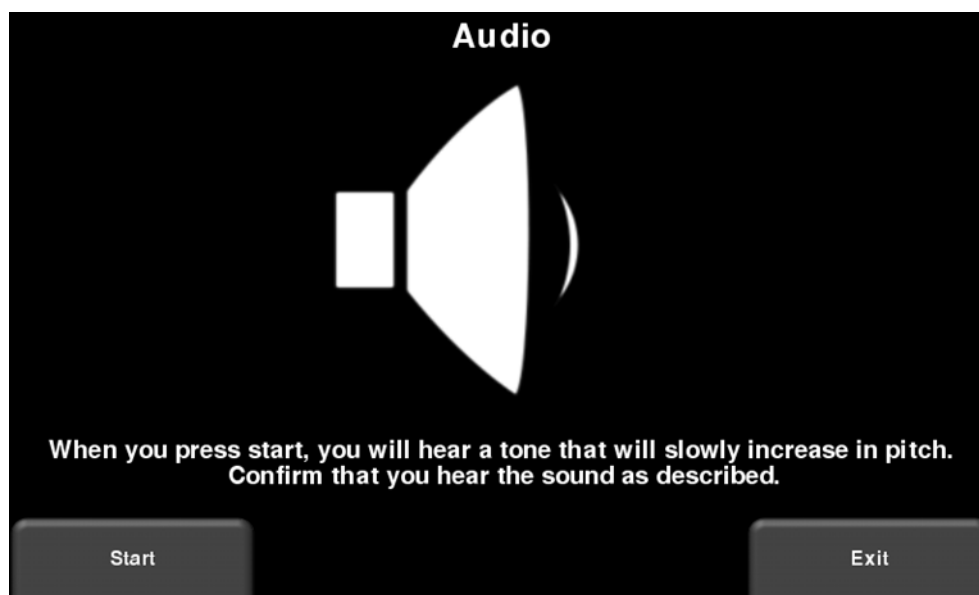 Audio
When you press start, you will hear a tone that will slowly increase in pitch.
Confirm that you hear the sound as described.
Start
Exit